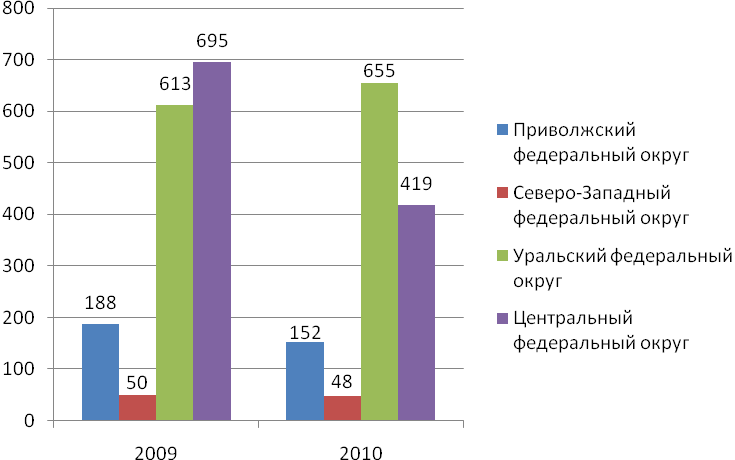 800
700
600
500
400
300
200
100
0
188
50
613
695
152
48
655
419
2009
2010
Приволжский
федеральный округ
Северо-Западный
федеральный округ
Уральский федеральный
округ
Центральный
федеральный округ